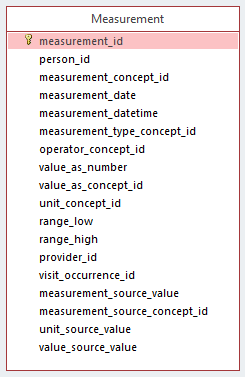 Measurement
measurement_id
person_id
measurement_concept_id
measurement_date
measurement_datetime
measurement_type_concept_id
operator_concept_id
value_as_number
value_as_concept_id
unit_concept_id
range_low
range_high
provider_id
visit_occurrence_id
measurement_source_value
measurement_source_concept_id
unit_source_value
value_source_value